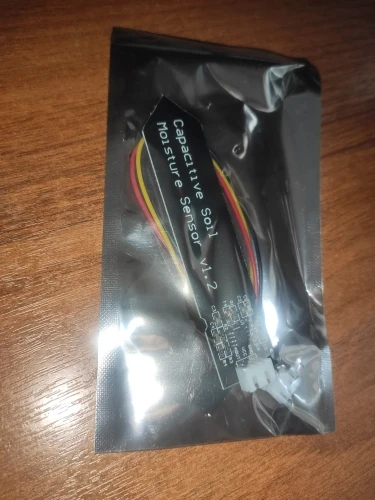 Capacitive Soil
Moisture Sensor v1.2